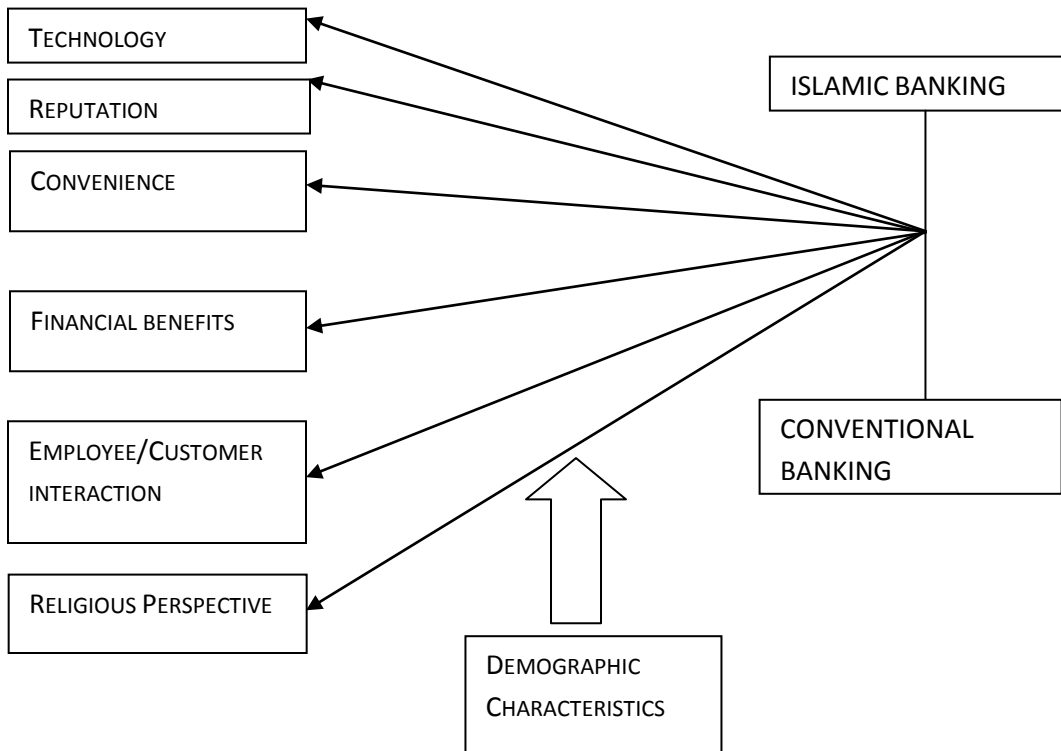 TECHNOLOGY
REPUTATION
CONVENIENCE
FINANCIAL BENEFITS
EMPLOYEE/CUSTOMER
INTERACTION
RELIGIOUS PERSPECTIVE
ISLAMIC BANKING
CONVENTIONAL
BANKING
DEMOGRAPHIC
CHARACTERISTICS